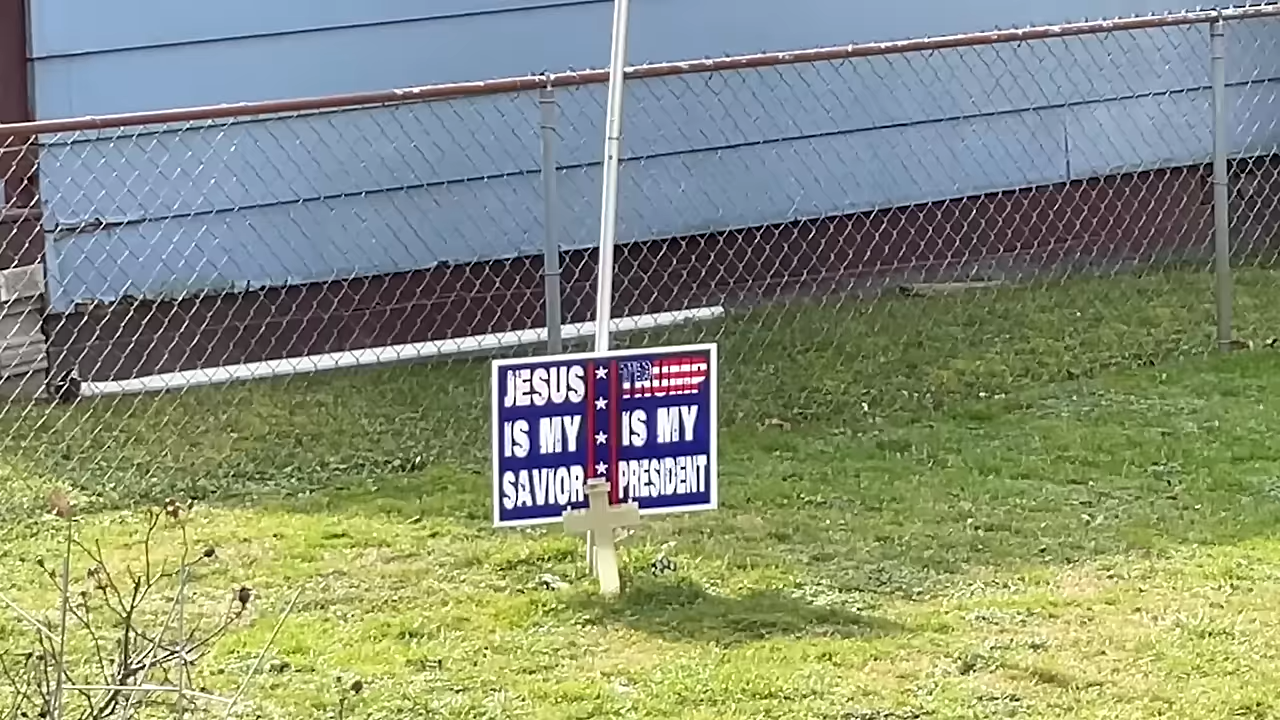 JESUS
IS MY
SAVIOR
TRUMP
IS MY
PRESIDENT